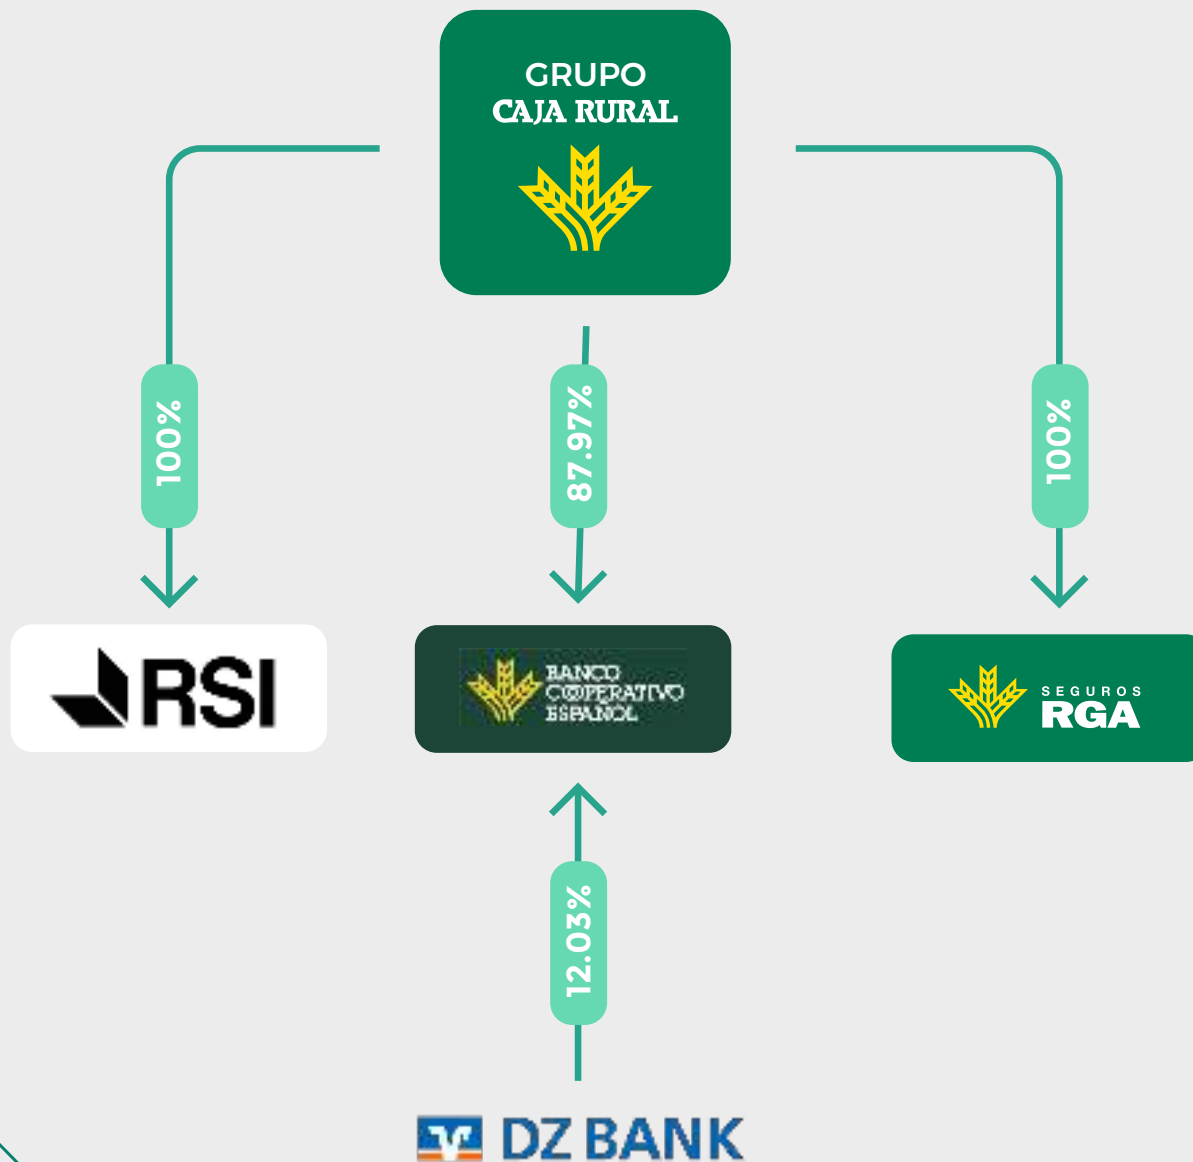 GRUPO
CAJA RURAL
100%
87.97%
100%
RSI
BANCO
COOPERATIVO
ESPAÑOL
SEGUROS
RGA
12.03%
DZ BANK